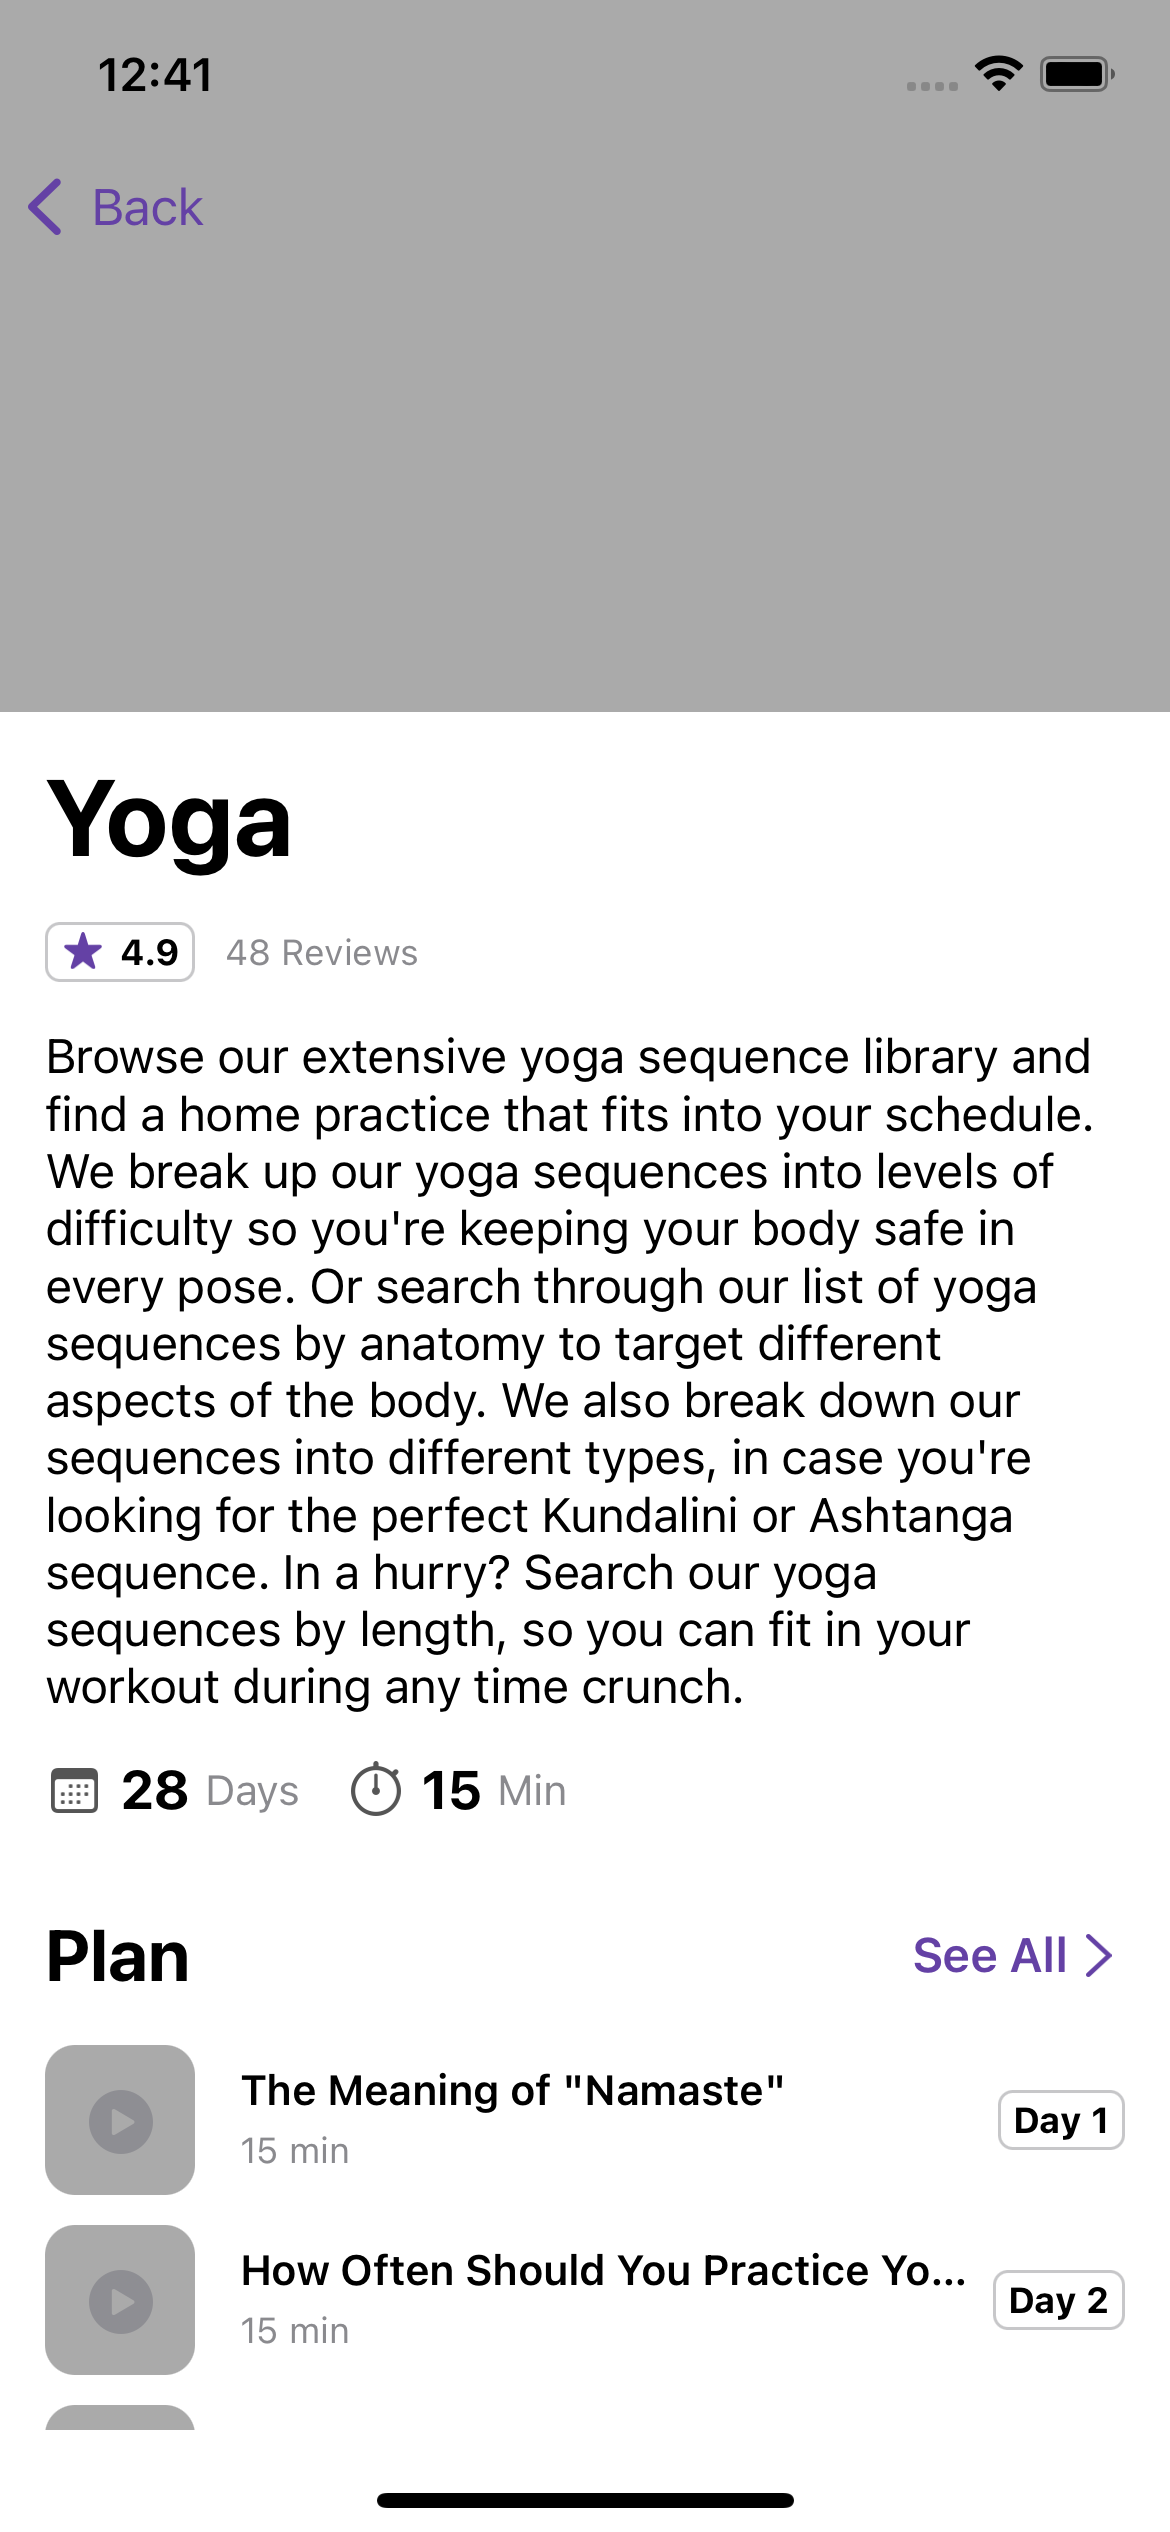 12:41
Back
Yoga
4.9
48 Reviews
Browse our extensive yoga sequence library and
find a home practice that fits into your schedule.
We break up our yoga sequences into levels of
difficulty so you're keeping your body safe in
every pose. Or search through our list of yoga
sequences by anatomy to target different
aspects of the body. We also break down our
sequences into different types, in case you're
looking for the perfect Kundalini or Ashtanga
sequence. In a hurry? Search our yoga
sequences by length, so you can fit in your
workout during any time crunch.
28 Days
15 Min
Plan
See All
The Meaning of "Namaste"
15 min
Day 1
How Often Should You Practice Yo...
15 min
Day 2